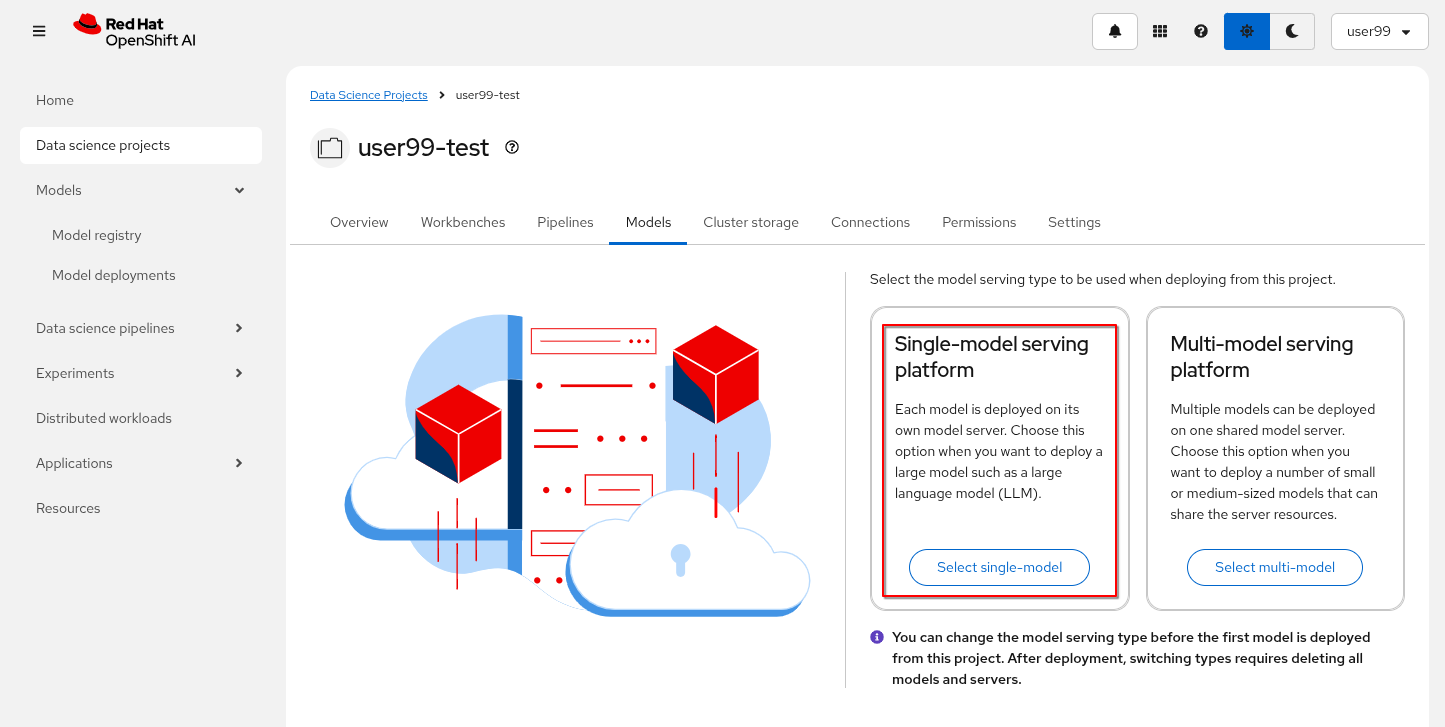 Red Hat
OpenShift AI
user99
Home
Data science projects
Models
Model registry
Model deployments
Data science pipelines
Experiments
Distributed workloads
Applications
Resources
Data Science Projects
user99-test
user99-test
Overview
Workbenches
Pipelines
Models
Cluster storage
Connections
Permissions
Settings
Select the model serving type to be used when deploying from this project.
Single-model serving
platform
Each model is deployed on its
own model server. Choose this
option when you want to deploy a
large model such as a large
language model (LLM).
Select single-model
Multi-model serving
platform
Multiple models can be deployed
on one shared model server.
Choose this option when you
want to deploy a number of small
or medium-sized models that can
share the server resources.
Select multi-model
You can change the model serving type before the first model is deployed
from this project. After deployment, switching types requires deleting all
models and servers.